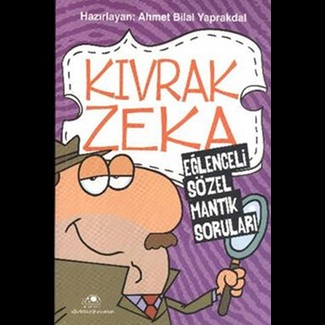 Hazırlayan: Ahmet Bilal Yaprakdal
KIVRAK
ZEKA
EĞLENCELİ
SÖZEL
MANTIK
SORULARI